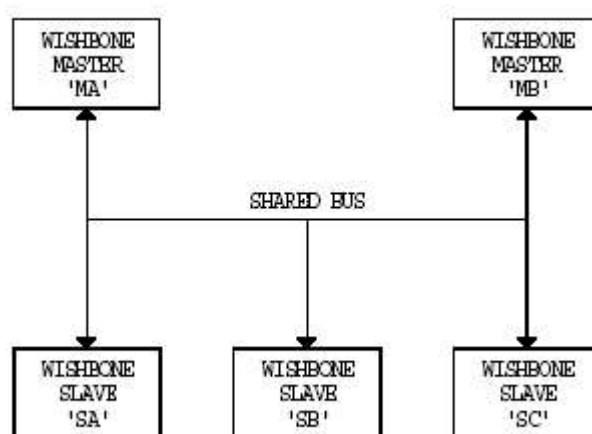 WISHBONE
MASTER
'MA'
WISHBONE
MASTER
'MB'
SHARED BUS
WISHBONE
SLAVE
'SA'
WISHBONE
SLAVE
'SB'
WISHBONE
SLAVE
'SC'